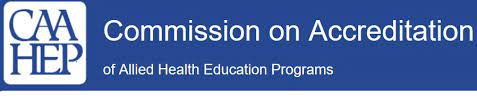 CAA
HEP
Commission on Accreditation
of Allied Health Education Programs